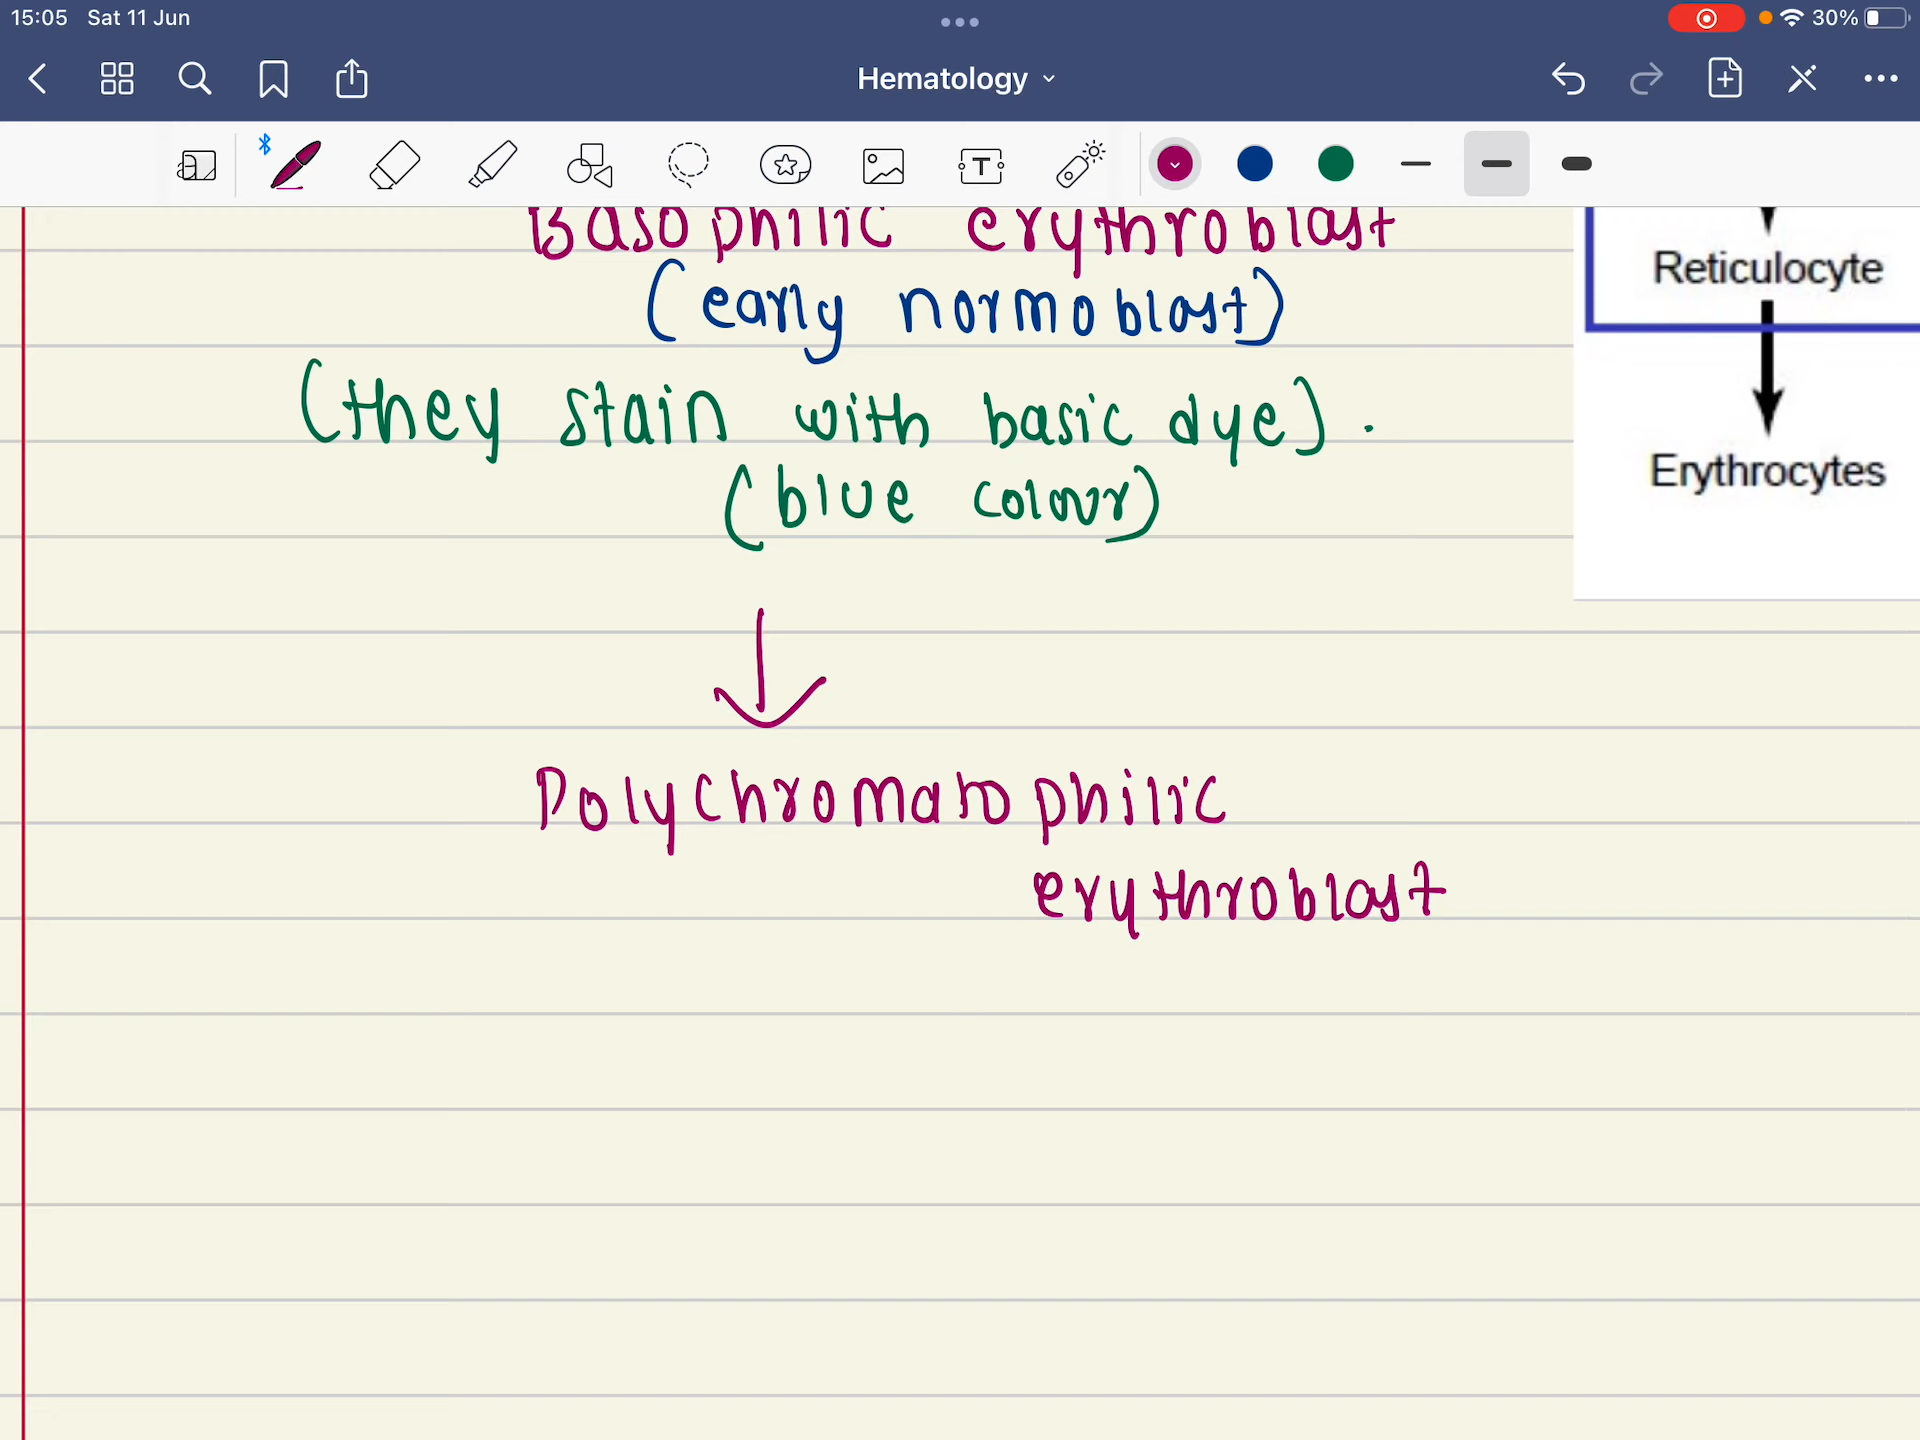 15:05 Sat 11 Jun
30%
Hematology
T
Basophilic erythroblast
(early normoblast)
(they stain with basic dye).
(blue colour)
Polychromatophilic
erythroblast
Reticulocyte
Erythrocytes